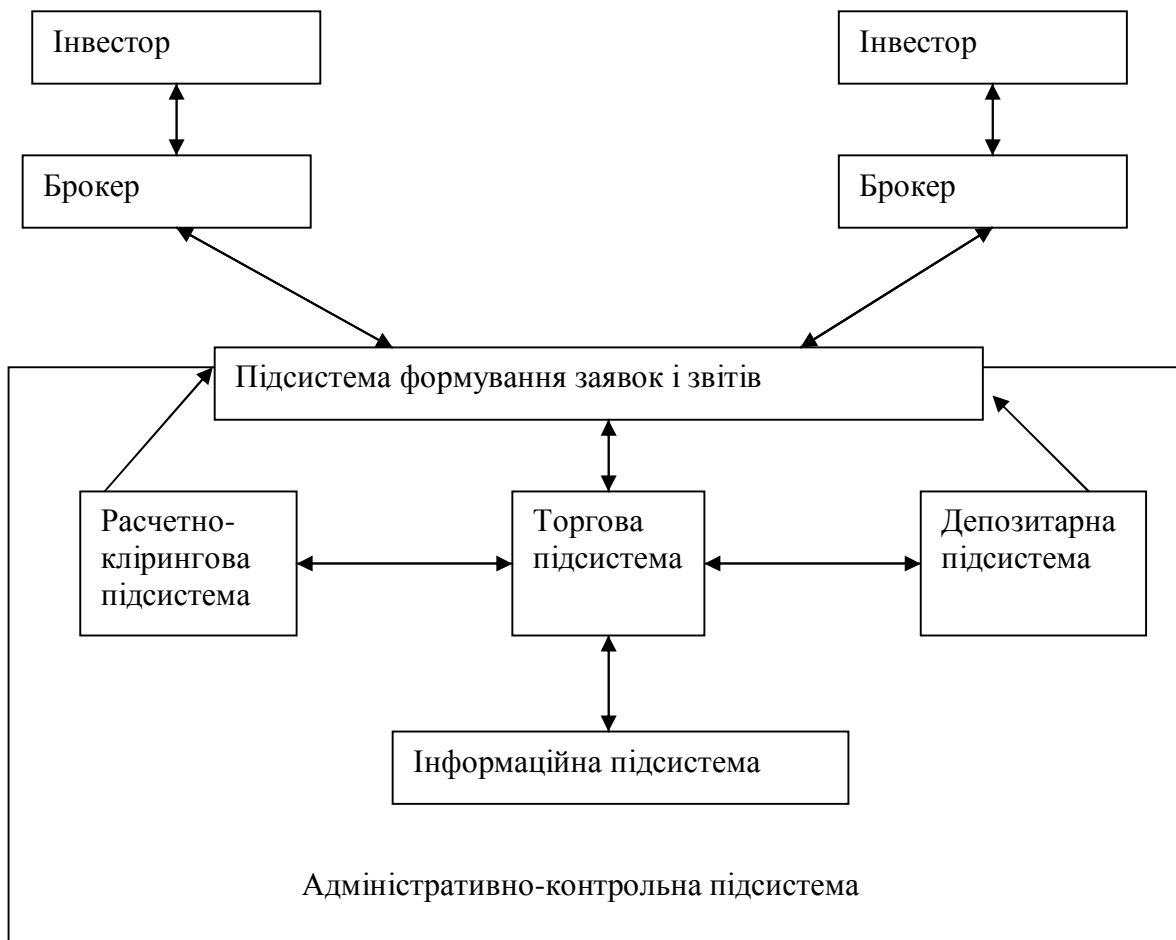 Інвестор
Інвестор
Брокер
Брокер
Підсистема формування заявок і звітів
Расчетно-
клірингова
підсистема
Торгова
підсистема
Депозитарна
підсистема
Інформаційна підсистема
Адміністративно-контрольна підсистема